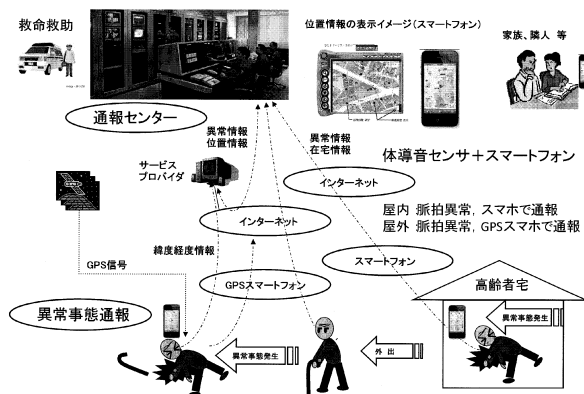 救命救助
位置情報の表示イメージ(スマートフォン)
家族、隣人 等
通報センター
異常情報
位置情報
異常情報
在宅情報
体導音センサ＋スマートフォン
サービス
プロバイダ
インターネット
屋内:脈拍異常, スマホで通報
屋外:脈拍異常, GPSスマホで通報
インターネット
緯度経度情報
スマートフォン
GPS信号
GPSスマートフォン
高齢者宅
異常事態通報
異常事態発生
異常事態発生
外出